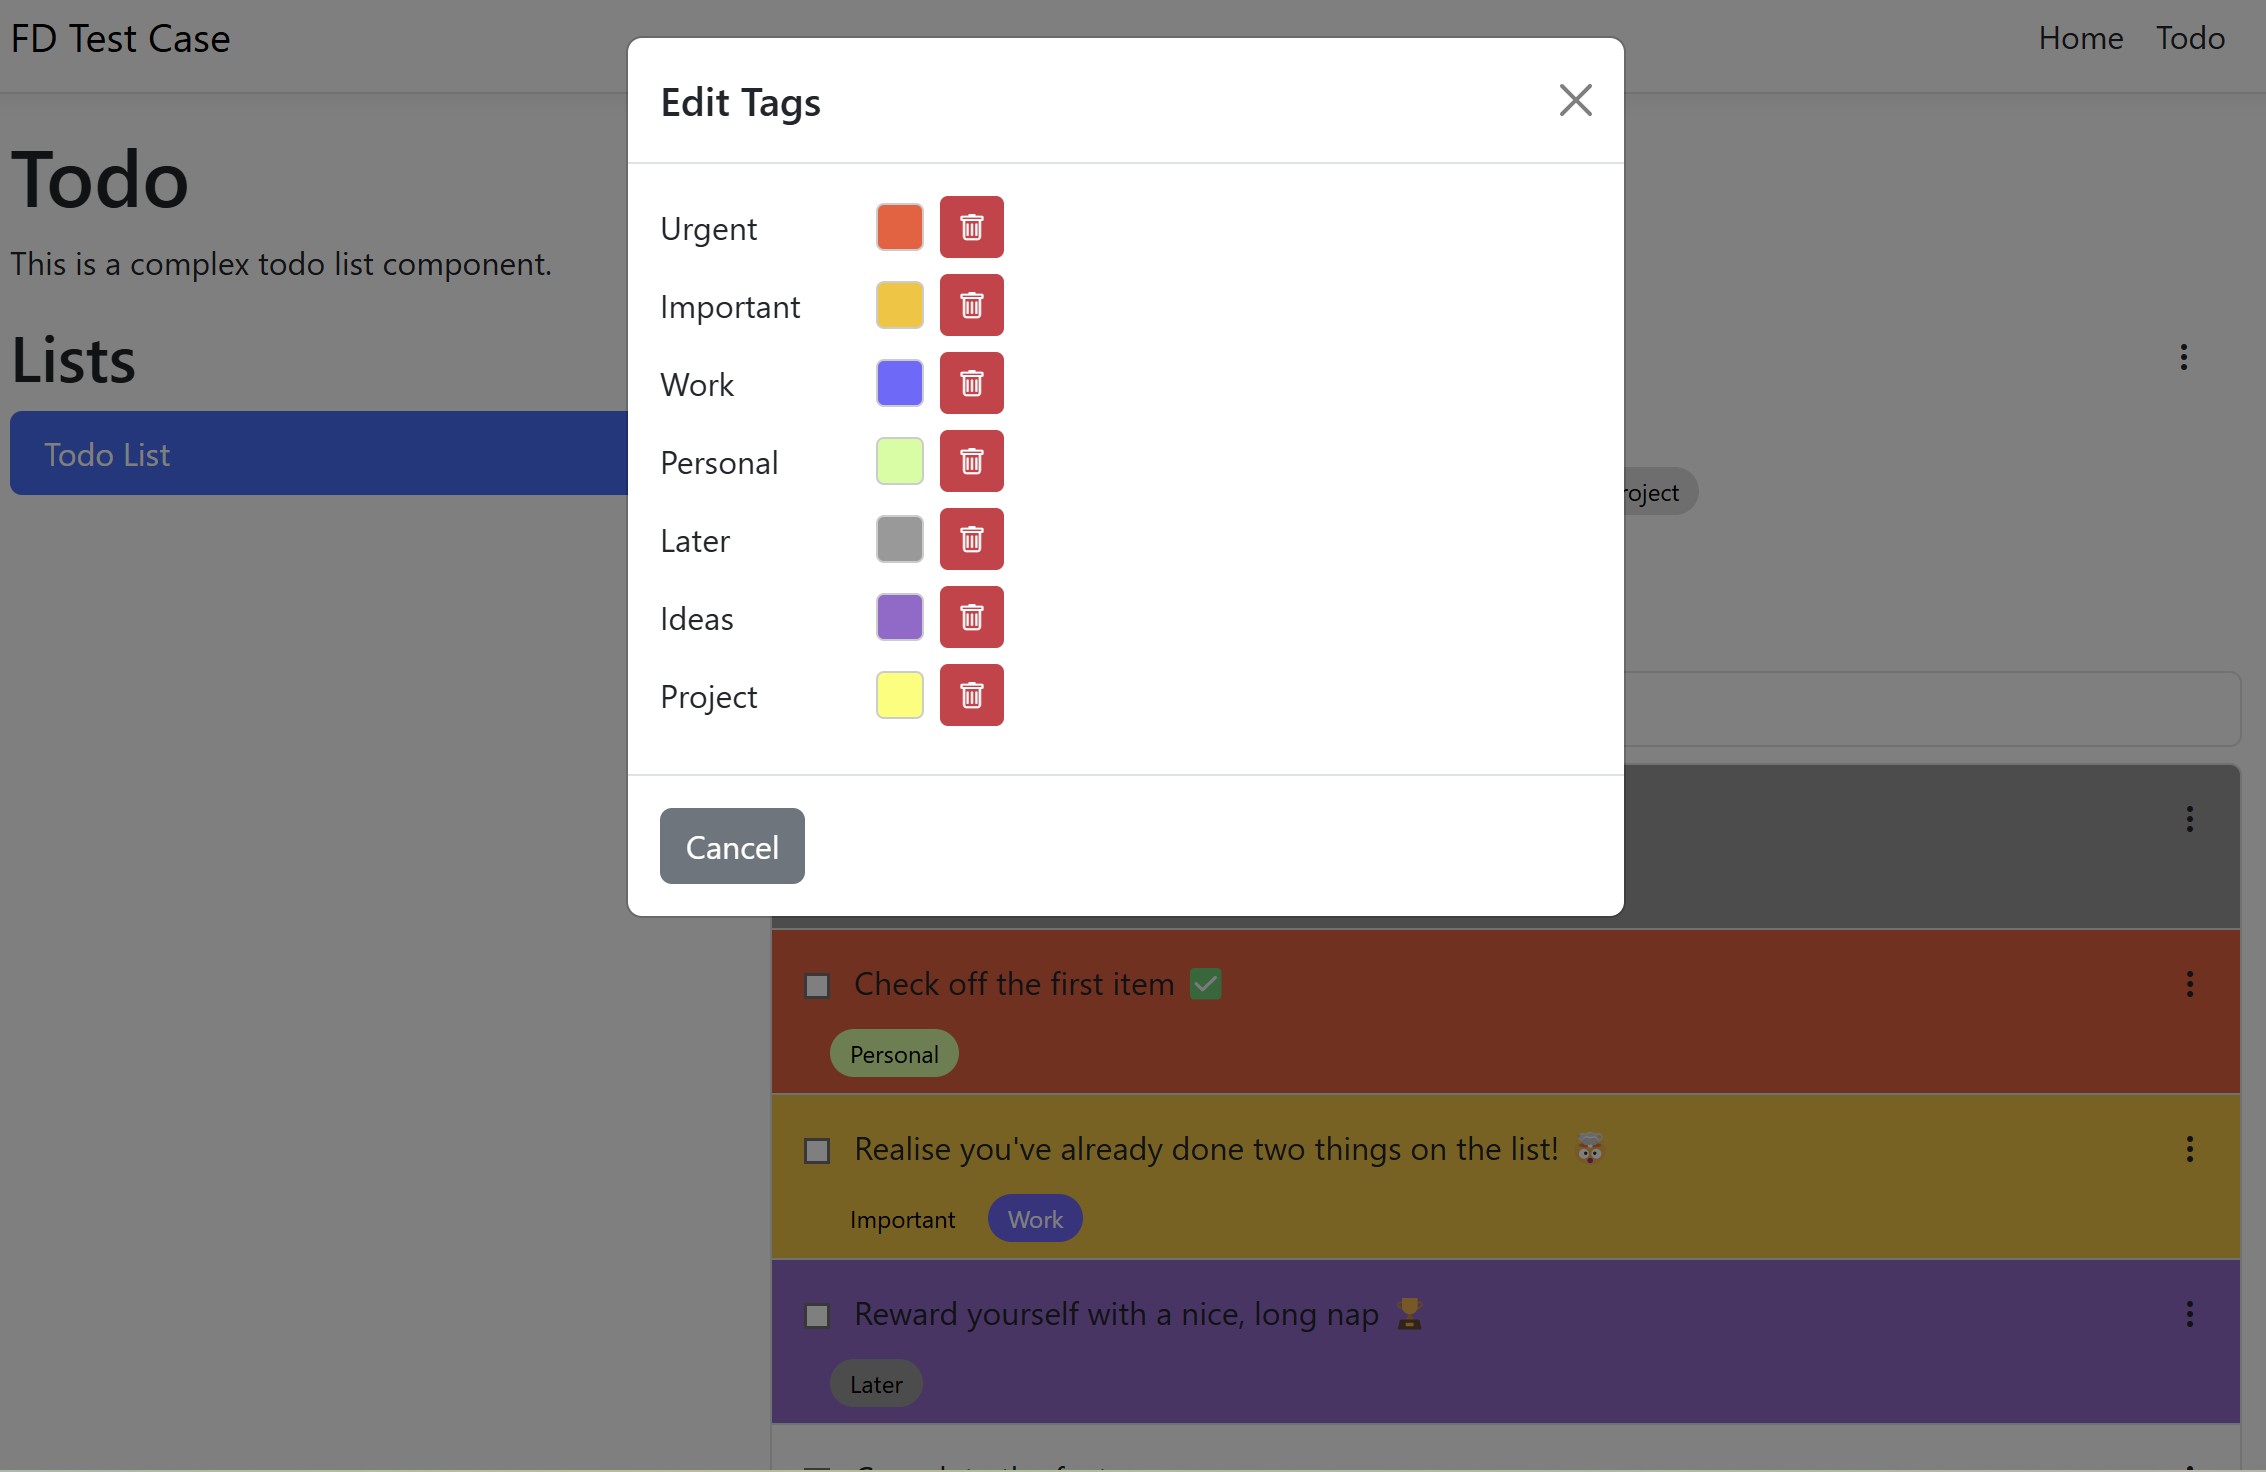 FD Test Case
Home
Todo
Edit Tags
Todo
This is a complex todo list component.
Lists
Todo List
Urgent
Important
Work
Personal
Later
Ideas
Project
Cancel
roject
Check off the first item
Personal
Realise you've already done two things on the list!
Important
Work
Reward yourself with a nice, long nap
Later